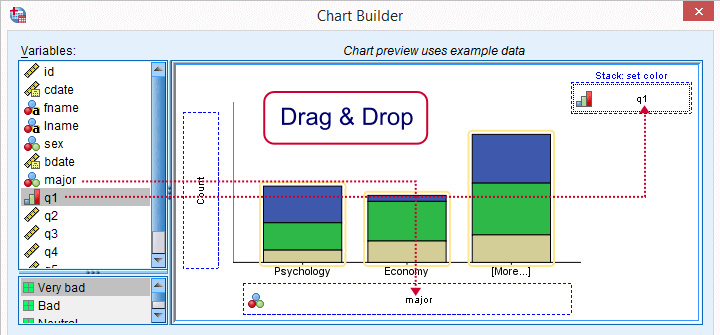 Chart Builder
Variables:
Chart preview uses example data
id
cdate
fname
lname
sex
bdate
major
q1
q2
q3
q4
Very bad
Bad
Neutral
Stack: set color
q1
Drag & Drop
Count
Psychology
Economy
[More...]
major